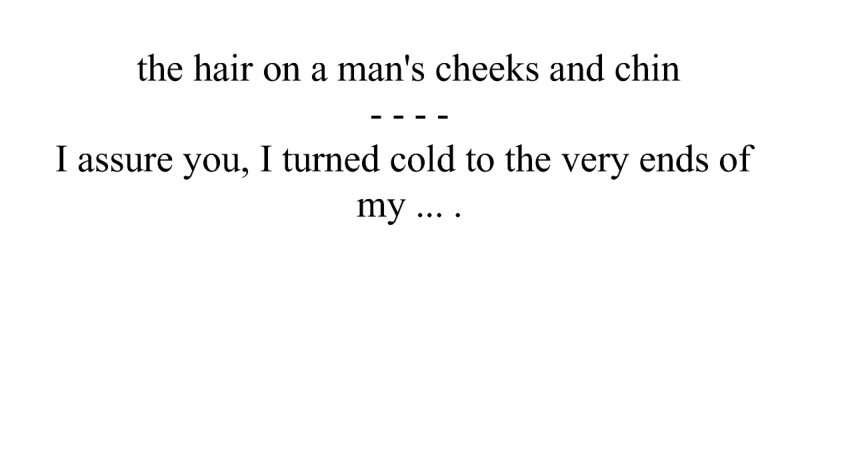 the hair on a man's cheeks and chin
- - - -
I assure you, I turned cold to the very ends of
my ... .